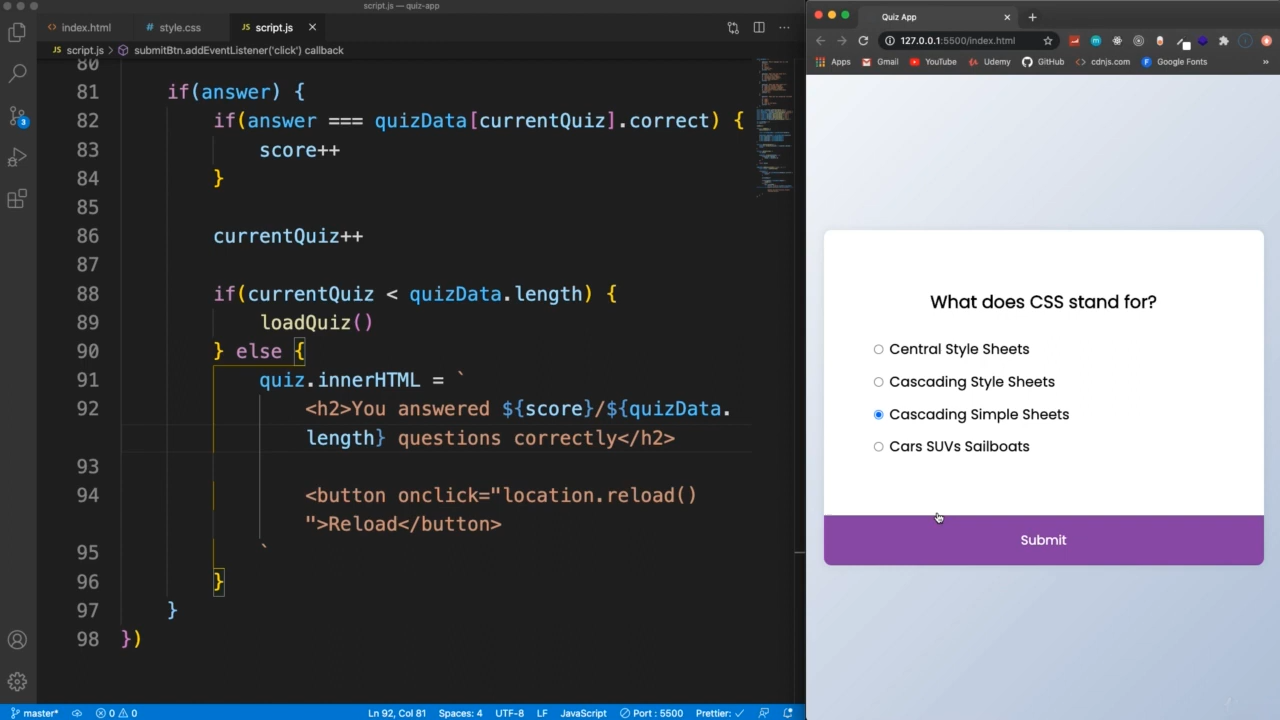 script.js — quiz-app
index.html
style.css
JS script.js
JS script.js > submitBtn.addEventListener('click') callback
80
81 if(answer) {
82 if(answer === quizData[currentQuiz].correct) {
83 score++
84 }
85
86 currentQuiz++
87
88 if(currentQuiz < quizData.length) {
89 loadQuiz()
90 } else {
91 quiz.innerHTML = `
92 <h2>You answered ${score}/${quizData.
length} questions correctly</h2>
93
94 <button onclick="location.reload()
">Reload</button>
95 `
96 }
97 }
98 })
3
master*
0 0
Ln 92, Col 81
Spaces: 4
UTF-8
LF
JavaScript
Port : 5500
Prettier: ✓
Quiz App
127.0.0.1:5500/index.html
Apps
Gmail
YouTube
Udemy
GitHub
cdnjs.com
Google Fonts
»
What does CSS stand for?
Central Style Sheets
Cascading Style Sheets
Cascading Simple Sheets
Cars SUVs Sailboats
Submit